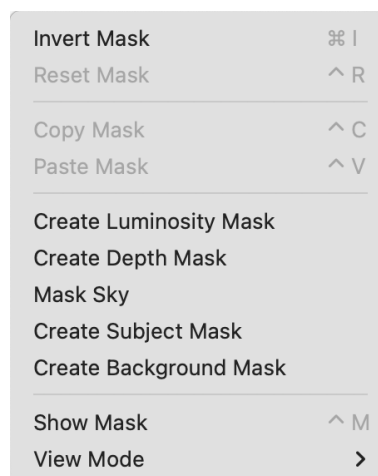 Invert Mask ⌘ I
Reset Mask ^ R
Copy Mask ^ C
Paste Mask ^ V
Create Luminosity Mask
Create Depth Mask
Mask Sky
Create Subject Mask
Create Background Mask
Show Mask ^ M
View Mode >